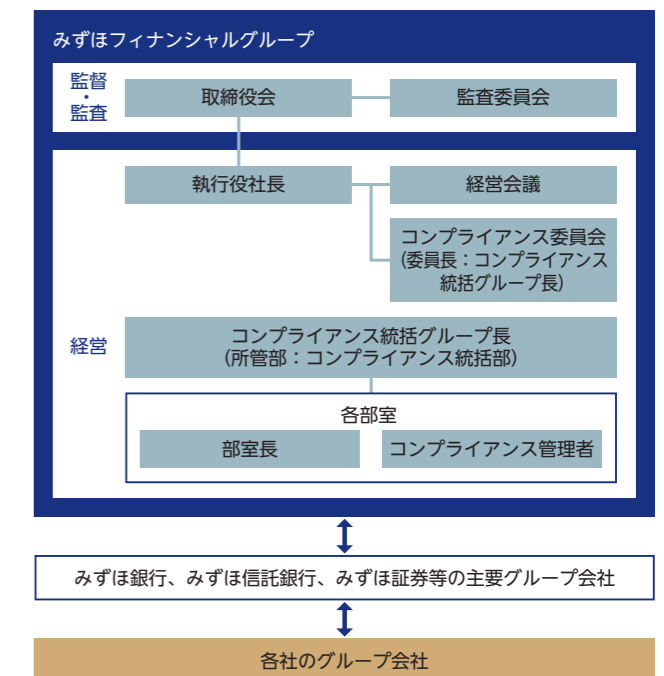 みずほフィナンシャルグループ
監督
・
監査
取締役会
監査委員会
執行役社長
経営会議
コンプライアンス委員会
(委員長：コンプライアンス
統括グループ長)
経営
コンプライアンス統括グループ長
(所管部：コンプライアンス統括部)
各部室
部室長
コンプライアンス管理者
みずほ銀行、みずほ信託銀行、みずほ証券等の主要グループ会社
各社のグループ会社